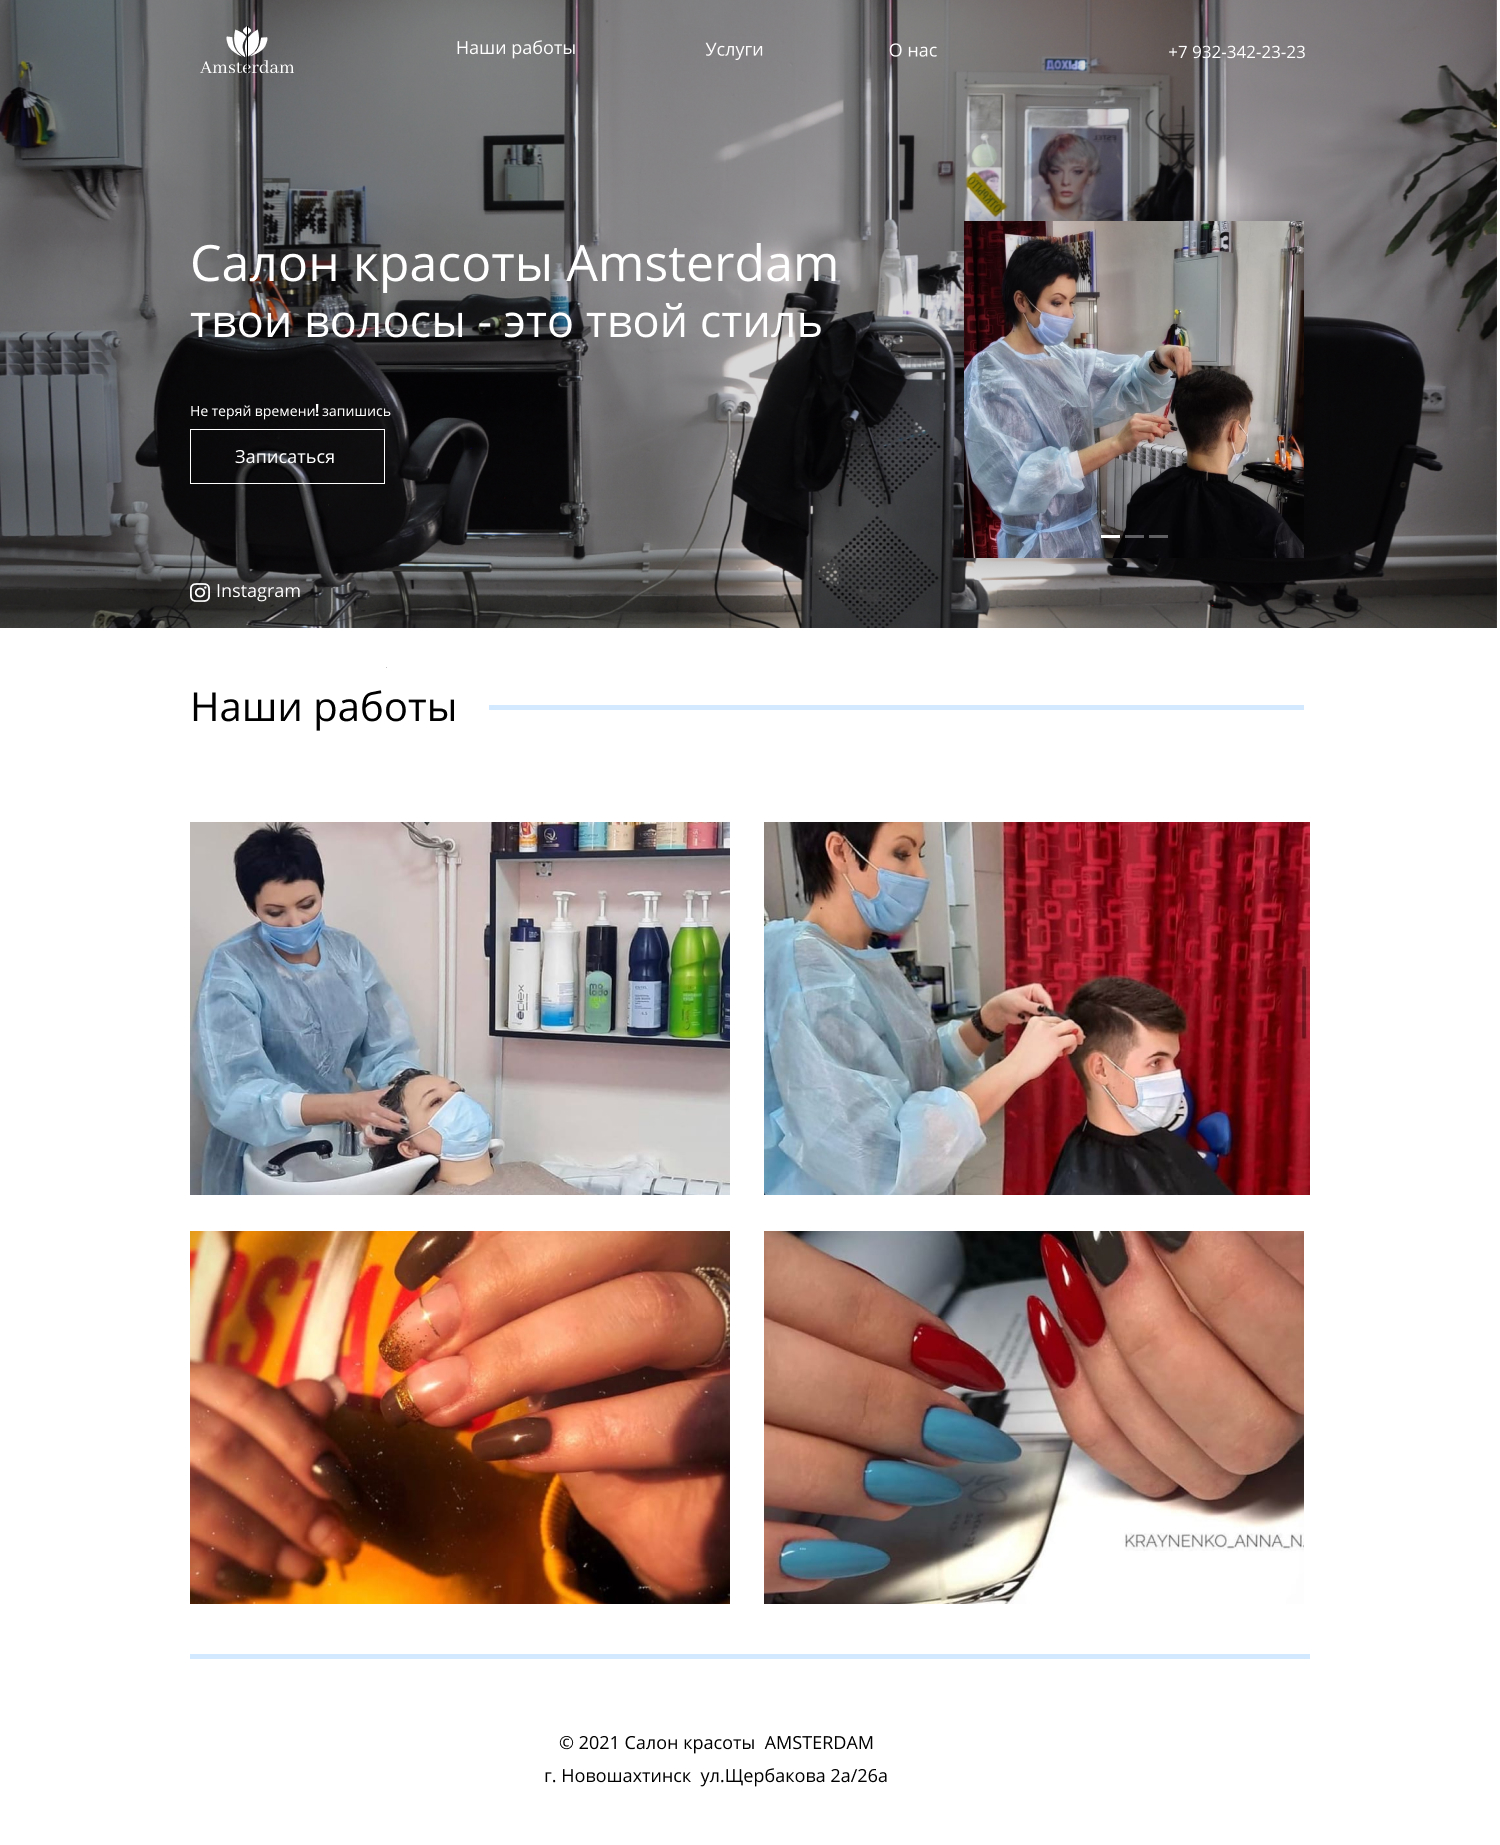 Amsterdam
Наши работы
Услуги
О нас
+7 932-342-23-23
Салон красоты Amsterdam
твои волосы - это твой стиль
Не теряй времени! запишись
Записаться
Instagram
Наши работы
eplex
© 2021 Салон красоты AMSTERDAM
г. Новошахтинск ул.Щербакова 2а/26а
KRAYNENKO_ANNA_N